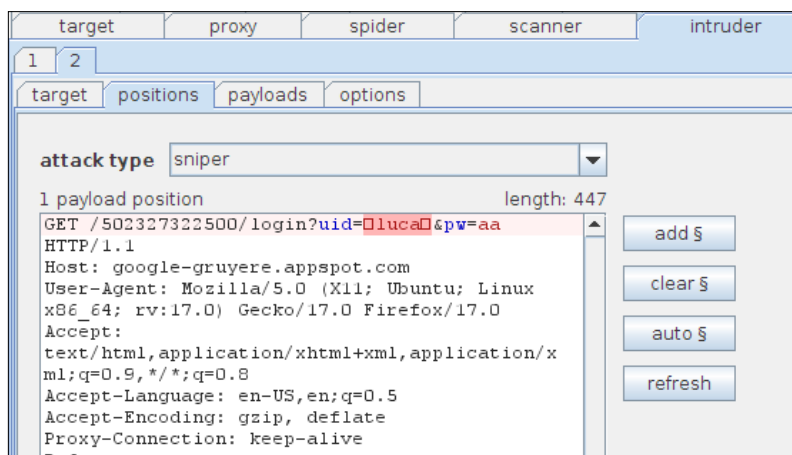 target proxy spider scanner intruder
1 2
target positions payloads options
attack type sniper
1 payload position length: 447
GET /502327322500/login?uid=▯luca▯&pw=aa
HTTP/1.1
Host: google-gruyere.appspot.com
User-Agent: Mozilla/5.0 (X11; Ubuntu; Linux
x86_64; rv:17.0) Gecko/17.0 Firefox/17.0
Accept:
text/html,application/xhtml+xml,application/x
ml;q=0.9,*/*;q=0.8
Accept-Language: en-US,en;q=0.5
Accept-Encoding: gzip, deflate
Proxy-Connection: keep-alive
add §
clear §
auto §
refresh